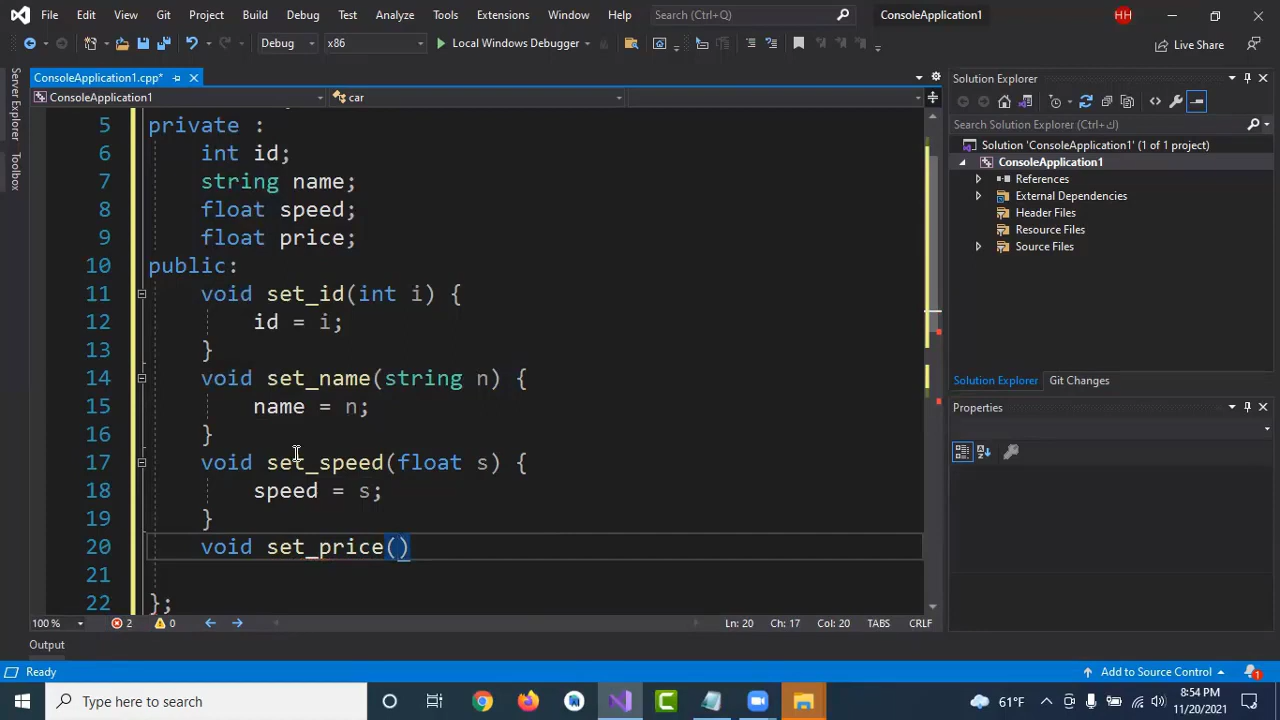 File Edit View Git Project Build Debug Test Analyze Tools Extensions Window Help Search (Ctrl+Q) ConsoleApplication1 HH
Debug x86 Local Windows Debugger Live Share
Server Explorer
Toolbox
ConsoleApplication1.cpp*
ConsoleApplication1 car
5 private :
6 int id;
7 string name;
8 float speed;
9 float price;
10 public:
11 void set_id(int i) {
12 id = i;
13 }
14 void set_name(string n) {
15 name = n;
16 }
17 void set_speed(float s) {
18 speed = s;
19 }
20 void set_price()
21
22 };
100 % 2 0 Ln: 20 Ch: 17 Col: 20 TABS CRLF
Output
Solution Explorer
Search Solution Explorer (Ctrl+ك)
Solution 'ConsoleApplication1' (1 of 1 project)
ConsoleApplication1
References
External Dependencies
Header Files
Resource Files
Source Files
Solution Explorer Git Changes
Properties
Ready Add to Source Control 1
Type here to search 61°F 8:54 PM
11/20/2021